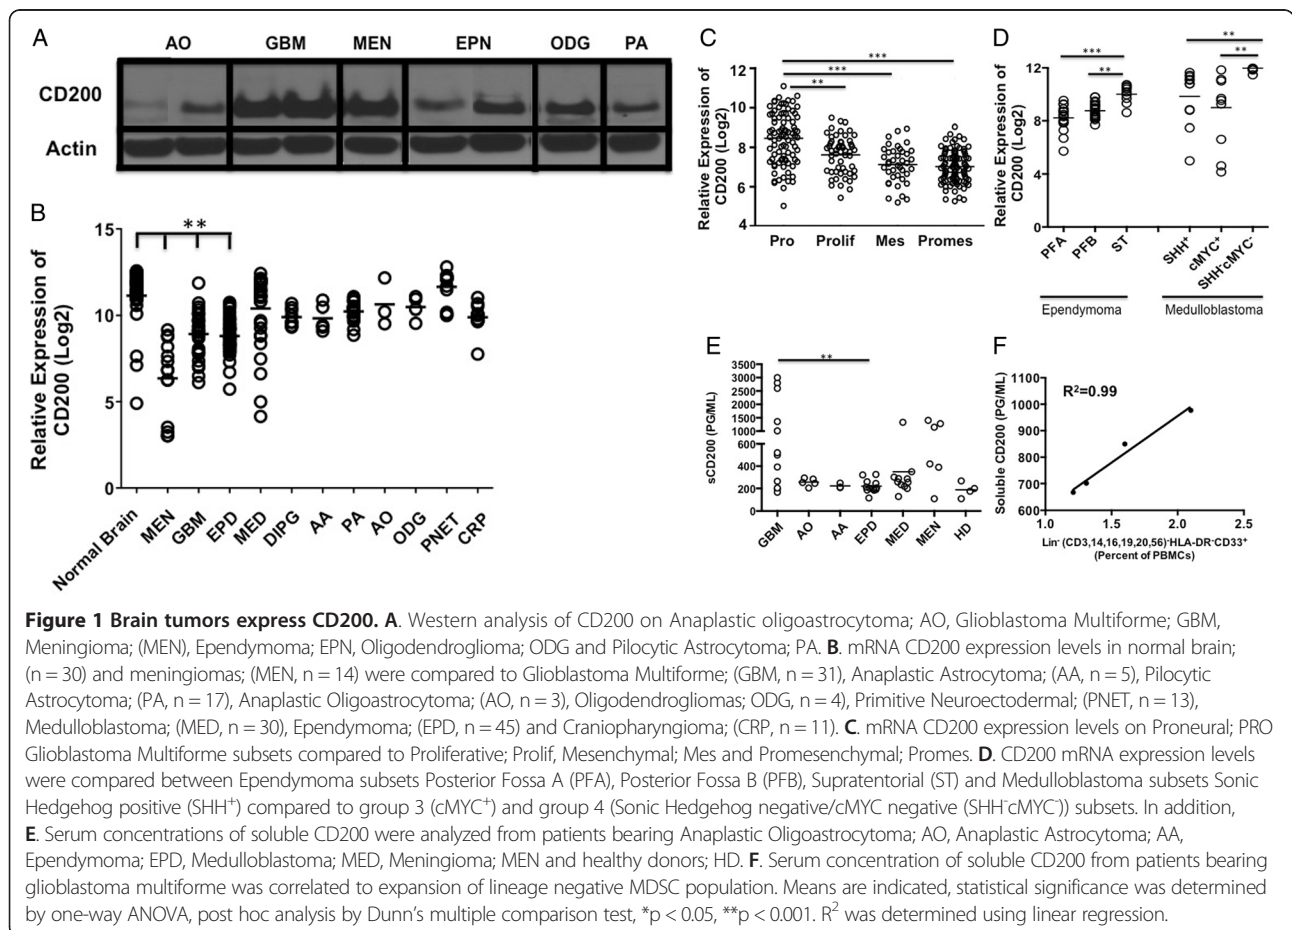 A
AO GBM MEN EPN ODG PA
CD200
Actin
B
Relative Expression of
CD200 (Log2)
15
10
5
0
**
Normal Brain
MEN
GBM
EPD
MED
DIPG
AA
PA
AO
ODG
PNET
CRP
C
Relative Expression of
CD200 (Log2)
12
10
8
6
4
***
***
**
Pro Prolif Mes Promes
D
Relative Expression of
CD200 (Log2)
12
8
4
0
***
**
**
**
PFA
PFB
ST
SHH⁺
cMYC⁺
SHH⁻cMYC⁻
Ependymoma Medulloblastoma
E
sCD200 (PG/ML)
3500
3000
2500
2000
1500
1000
600
400
200
0
**
GBM
AO
AA
EPD
MED
MEN
HD
F
Soluble CD200 (PG/ML)
1100
1000
900
800
700
600
R²=0.99
1.0 1.5 2.0 2.5
Lin⁻ (CD3,14,16,19,20,56)⁻HLA-DR⁻CD33⁺
(Percent of PBMCs)
Figure 1 Brain tumors express CD200. A. Western analysis of CD200 on Anaplastic oligoastrocytoma; AO, Glioblastoma Multiforme; GBM,
Meningioma; (MEN), Ependymoma; EPN, Oligodendroglioma; ODG and Pilocytic Astrocytoma; PA. B. mRNA CD200 expression levels in normal brain;
(n = 30) and meningiomas; (MEN, n = 14) were compared to Glioblastoma Multiforme; (GBM, n = 31), Anaplastic Astrocytoma; (AA, n = 5), Pilocytic
Astrocytoma; (PA, n = 17), Anaplastic Oligoastrocytoma; (AO, n = 3), Oligodendrogliomas; ODG, n = 4), Primitive Neuroectodermal; (PNET, n = 13),
Medulloblastoma; (MED, n = 30), Ependymoma; (EPD, n = 45) and Craniopharyngioma; (CRP, n = 11). C. mRNA CD200 expression levels on Proneural; PRO
Glioblastoma Multiforme subsets compared to Proliferative; Prolif, Mesenchymal; Mes and Promesenchymal; Promes. D. CD200 mRNA expression levels
were compared between Ependymoma subsets Posterior Fossa A (PFA), Posterior Fossa B (PFB), Supratentorial (ST) and Medulloblastoma subsets Sonic
Hedgehog positive (SHH⁺) compared to group 3 (cMYC⁺) and group 4 (Sonic Hedgehog negative/cMYC negative (SHH⁻cMYC⁻)) subsets. In addition,
E. Serum concentrations of soluble CD200 were analyzed from patients bearing Anaplastic Oligoastrocytoma; AO, Anaplastic Astrocytoma; AA,
Ependymoma; EPD, Medulloblastoma; MED, Meningioma; MEN and healthy donors; HD. F. Serum concentration of soluble CD200 from patients bearing
glioblastoma multiforme was correlated to expansion of lineage negative MDSC population. Means are indicated, statistical significance was determined
by one-way ANOVA, post hoc analysis by Dunn's multiple comparison test, *p < 0.05, **p < 0.001. R² was determined using linear regression.